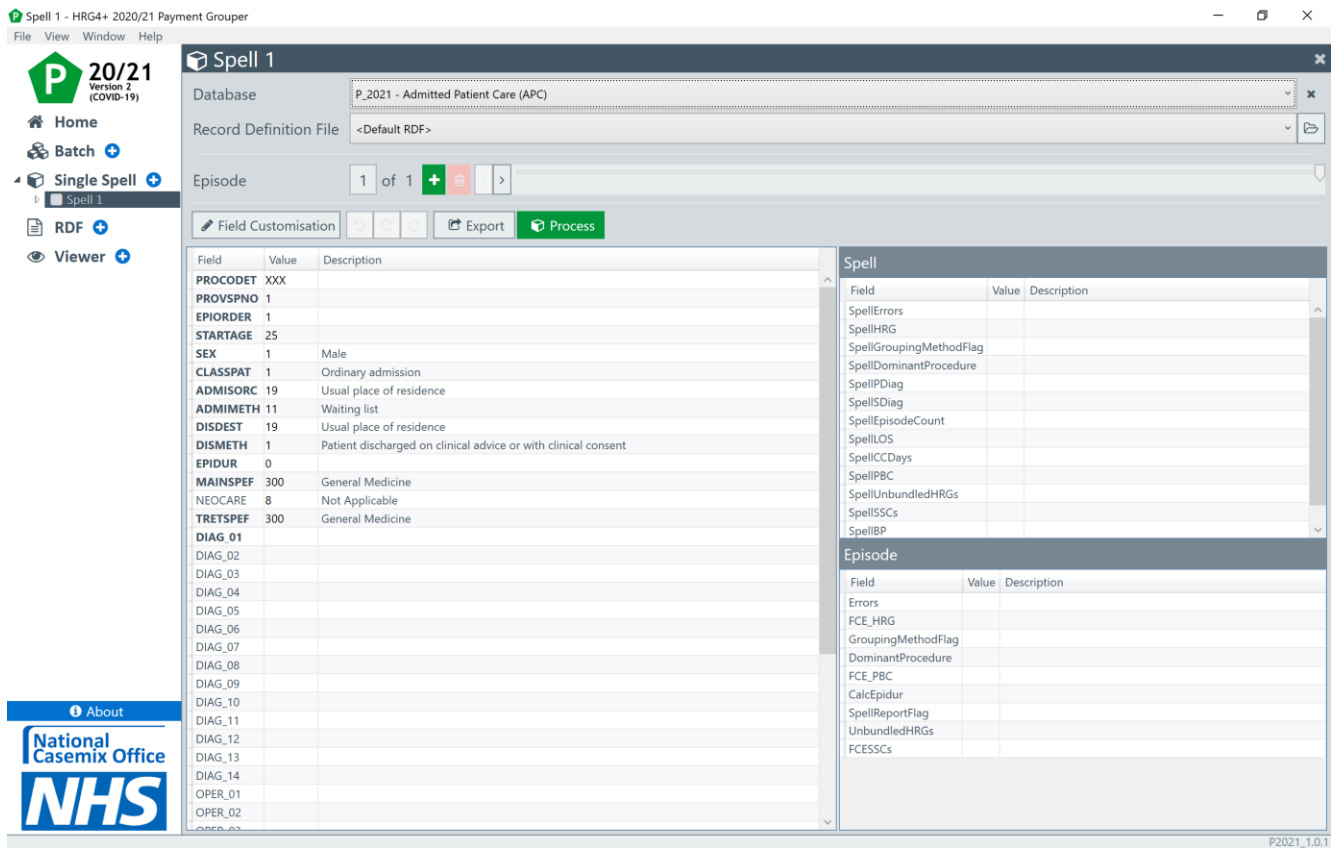 Spell 1 - HRG4+ 2020/21 Payment Grouper
File View Window Help
P 20/21
Version 2
(COVID-19)
Home
Batch
Single Spell
Spell 1
RDF
Viewer
About
National
Casemix Office
NHS
Spell 1
Database P_2021 - Admitted Patient Care (APC)
Record Definition File <Default RDF>
Episode 1 of 1
Field Customisation Export Process
Field Value Description
PROCODET XXX
PROVSPNO 1
EPIORDER 1
STARTAGE 25
SEX 1 Male
CLASSPAT 1 Ordinary admission
ADMISORC 19 Usual place of residence
ADMIMETH 11 Waiting list
DISDEST 19 Usual place of residence
DISMETH 1 Patient discharged on clinical advice or with clinical consent
EPIDUR 0
MAINSPEF 300 General Medicine
NEOCARE 8 Not Applicable
TRETSPEF 300 General Medicine
DIAG_01
DIAG_02
DIAG_03
DIAG_04
DIAG_05
DIAG_06
DIAG_07
DIAG_08
DIAG_09
DIAG_10
DIAG_11
DIAG_12
DIAG_13
DIAG_14
OPER_01
OPER_02
OPER_03
Spell
Field Value Description
SpellErrors
SpellHRG
SpellGroupingMethodFlag
SpellDominantProcedure
SpellPDiag
SpellSDiag
SpellEpisodeCount
SpellLOS
SpellCCDays
SpellPBC
SpellUnbundledHRGs
SpellSSCs
SpellBP
Episode
Field Value Description
Errors
FCE_HRG
GroupingMethodFlag
DominantProcedure
FCE_PBC
CalcEpidur
SpellReportFlag
UnbundledHRGs
FCESSCs
P2021_1.0.1